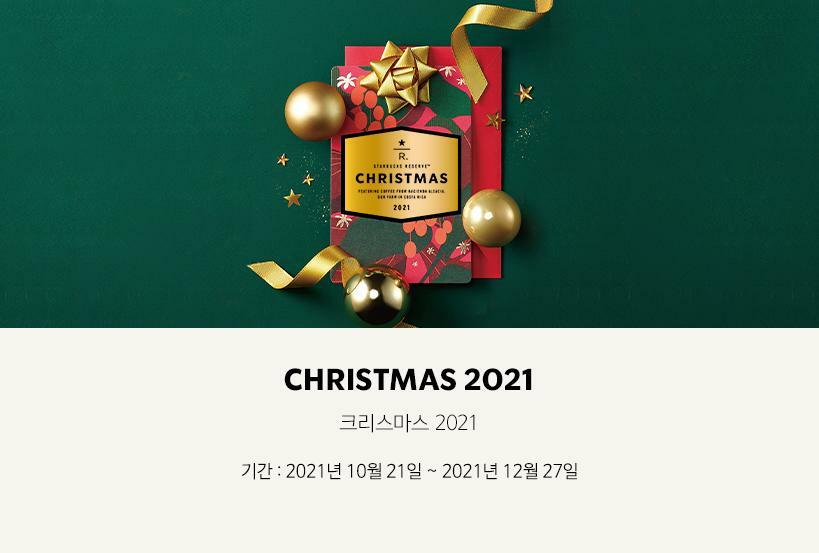 R.
STARBUCKS RESERVE™
CHRISTMAS
FEATURING COFFEE FROM HACIENDA ALSACIA,
OUR FARM IN COSTA RICA
2021
CHRISTMAS 2021
크리스마스 2021
기간 : 2021년 10월 21일 ~ 2021년 12월 27일